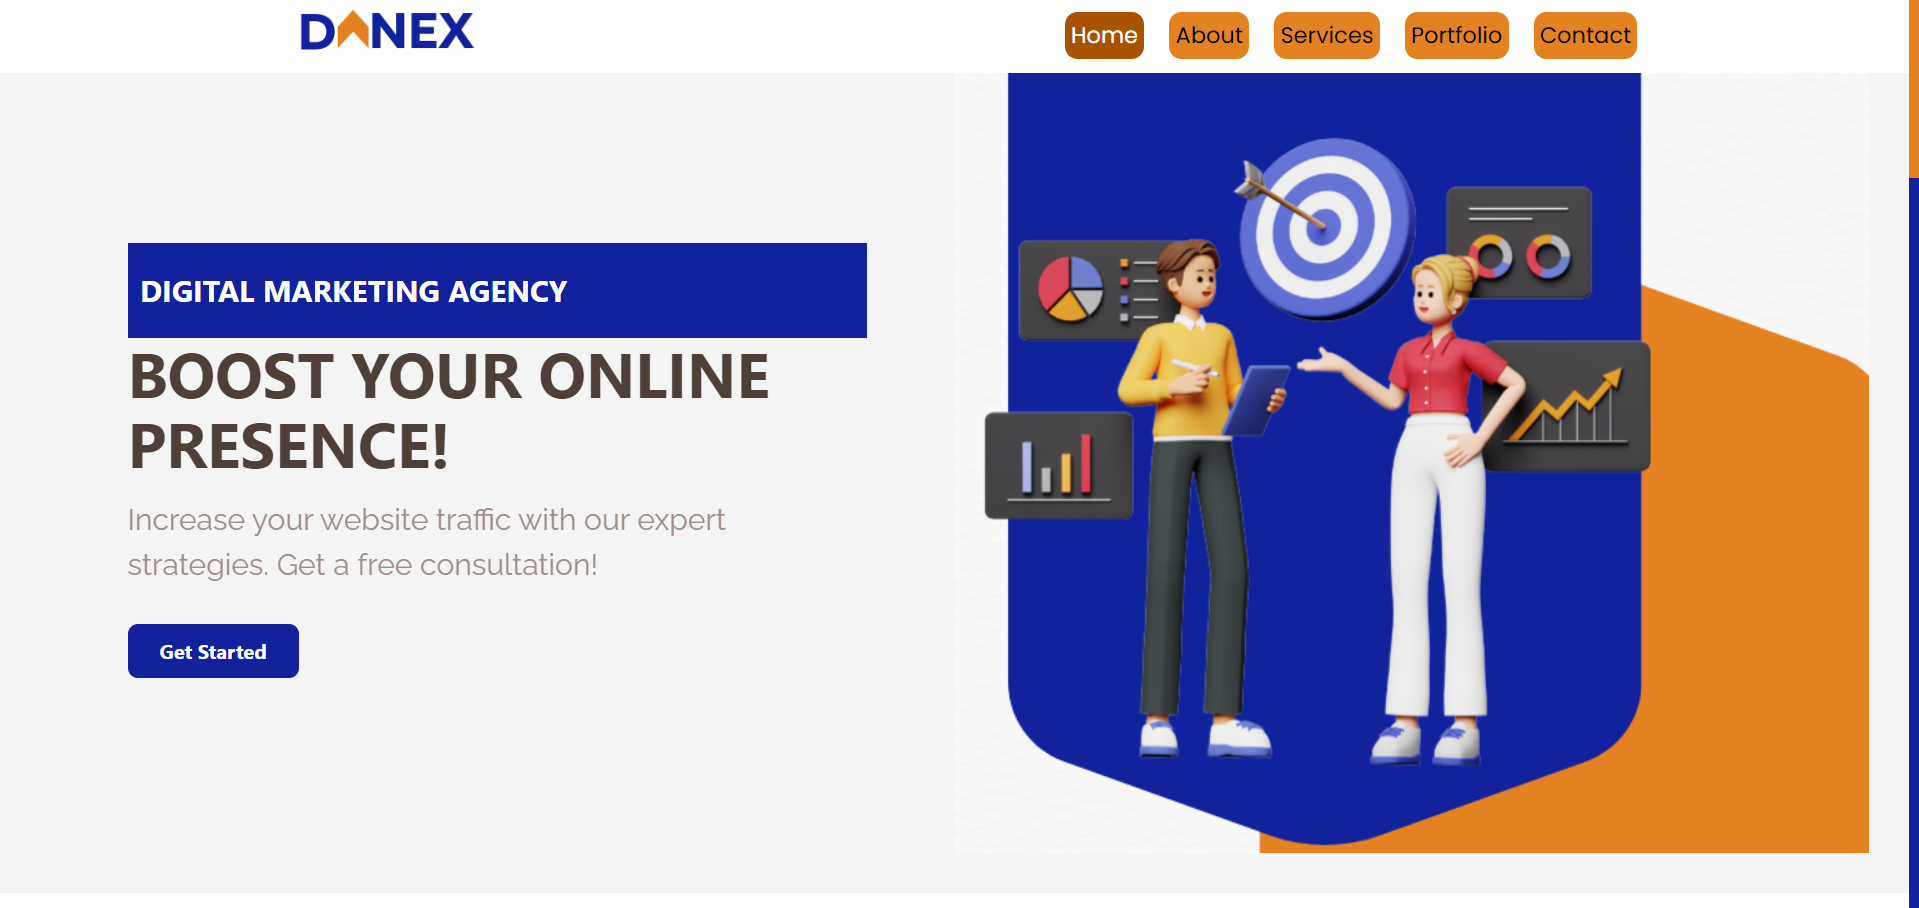 DANEX
Home About Services Portfolio Contact
DIGITAL MARKETING AGENCY
BOOST YOUR ONLINE
PRESENCE!
Increase your website traffic with our expert
strategies. Get a free consultation!
Get Started